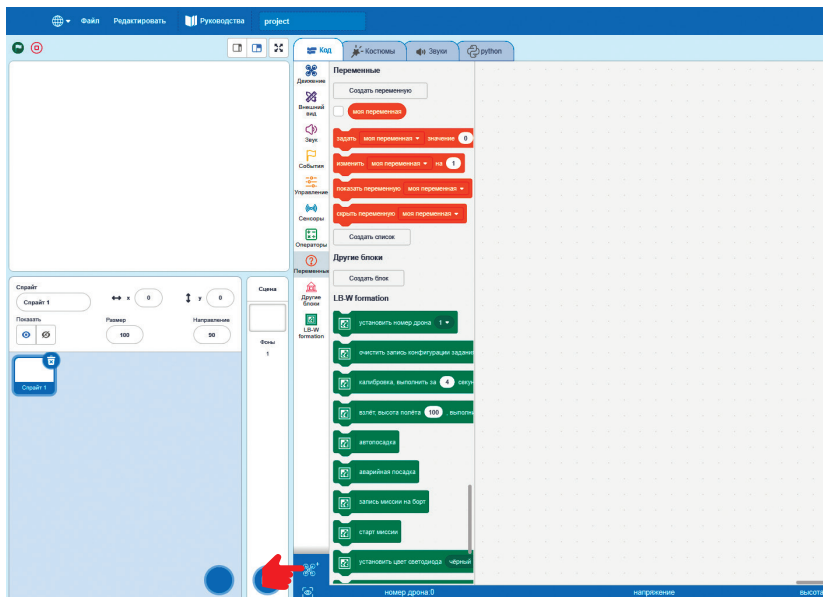 Файл Редактировать Руководства project
Код Костюмы Звуки python
Движение
Внешний вид
Звук
События
Управление
Сенсоры
Операторы
Переменные
Другие блоки
LB-W formation
Переменные
Создать переменную
моя переменная
задать моя переменная значение 0
изменить моя переменная на 1
показать переменную моя переменная
скрыть переменную моя переменная
Создать список
Другие блоки
Создать блок
LB-W formation
установить номер дрона 1
очистить запись конфигурации задания
калибровка, выполнить за 4 секун
взлёт, высота полёта 100 , выполн
автопосадка
аварийная посадка
запись миссии на борт
старт миссии
установить цвет светодиода чёрный
Спрайт
Спрайт 1 x 0 y 0
Показать Размер Направление
100 90
Спрайт 1
Сцена
Фоны
1
номер дрона:0 напряжение высота